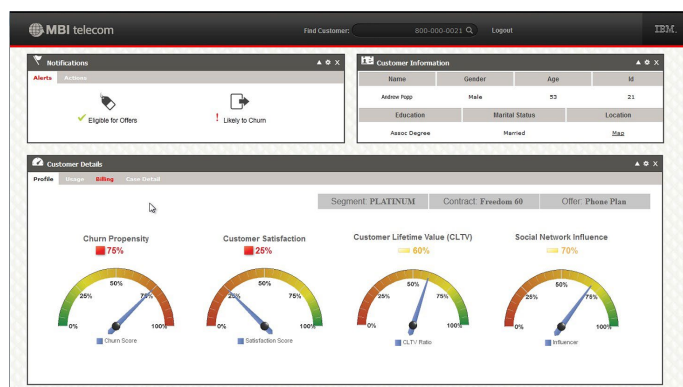 MBI telecom
Find Customer: 800-000-0021 Logout
IBM.
Notifications
Alerts Actions
Eligible for Offers
! Likely to Churn
Customer Information
Name Gender Age Id
Andrew Popp Male 53 21
Education Marital Status Location
Assoc Degree Married Map
Customer Details
Profile Usage Billing Case Detail
Segment: PLATINUM Contract: Freedom 60 Offer: Phone Plan
Churn Propensity
75%
0% 25% 50% 75% 100%
Churn Score
Customer Satisfaction
25%
0% 25% 50% 75% 100%
Satisfaction Score
Customer Lifetime Value (CLTV)
60%
0% 25% 50% 75% 100%
CLTV Ratio
Social Network Influence
70%
0% 25% 50% 75% 100%
Influencer